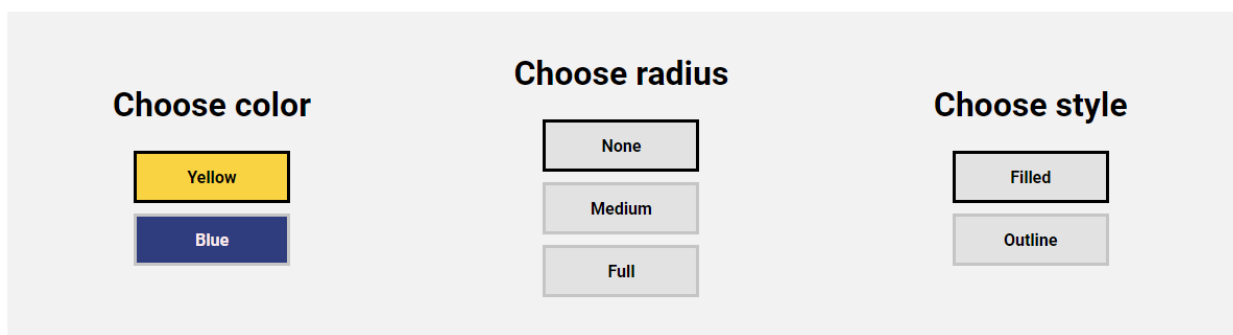 Choose color
Yellow
Blue
Choose radius
None
Medium
Full
Choose style
Filled
Outline